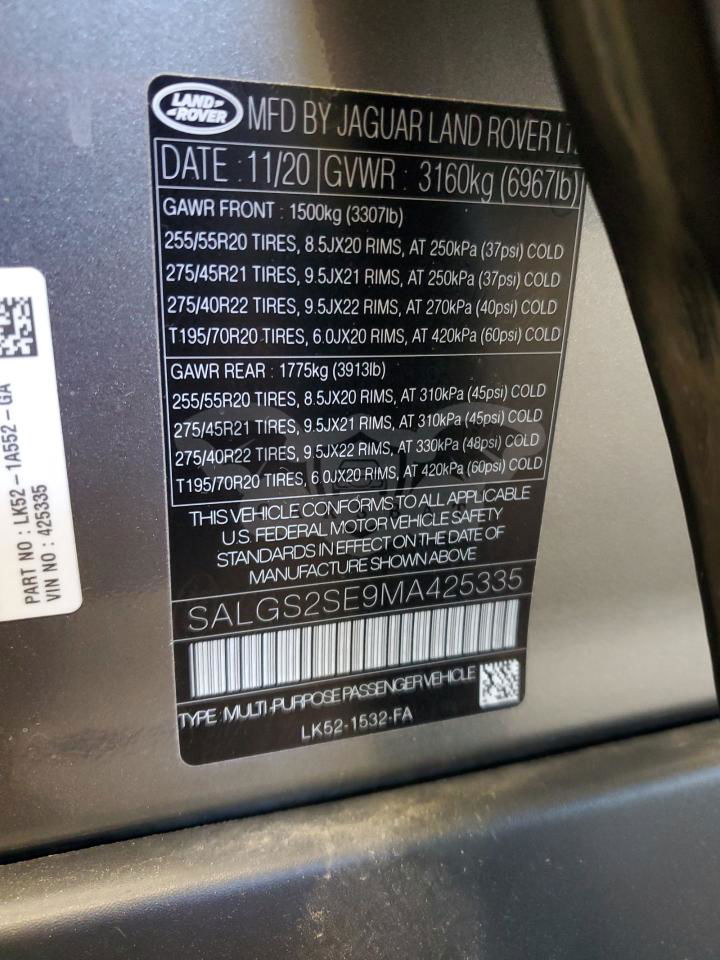 LAND-
-ROVER
MFD BY JAGUAR LAND ROVER
DATE : 11/20 GVWR : 3160kg (6967lb)
GAWR FRONT : 1500kg (3307lb)
255/55R20 TIRES, 8.5JX20 RIMS, AT 250kPa (37psi) COLD
275/45R21 TIRES, 9.5JX21 RIMS, AT 250kPa (37psi) COLD
275/40R22 TIRES, 9.5JX22 RIMS, AT 270kPa (40psi) COLD
T195/70R20 TIRES, 6.0JX20 RIMS, AT 420kPa (60psi) COLD
GAWR REAR : 1775kg (3913lb)
255/55R20 TIRES, 8.5JX20 RIMS, AT 310kPa (45psi) COLD
275/45R21 TIRES, 9.5JX21 RIMS, AT 310kPa (45psi) COLD
275/40R22 TIRES, 9.5JX22 RIMS, AT 330kPa (48psi) COLD
T195/70R20 TIRES, 6.0JX20 RIMS, AT 420kPa (60psi) COLD
THIS VEHICLE CONFORMS TO ALL APPLICABLE
U.S. FEDERAL MOTOR VEHICLE SAFETY
STANDARDS IN EFFECT ON THE DATE OF
MANUFACTURE SHOWN ABOVE
SALGS2SE9MA425335
TYPE : MULTI-PURPOSE PASSENGER VEHICLE
LK52-1532-FA
PART NO : LK52-1A552-GA
VIN NO : 425335